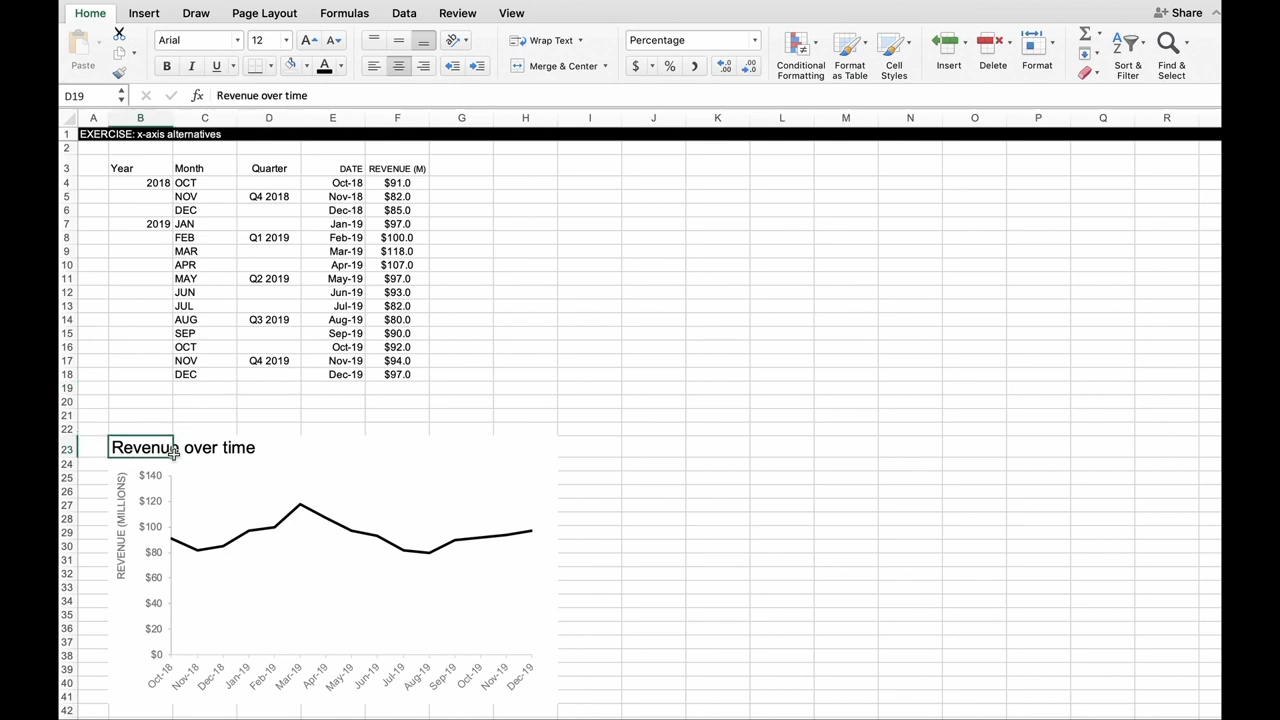 Home Insert Draw Page Layout Formulas Data Review View Share
Paste Arial 12 Wrap Text Percentage
B I U A Merge & Center $ % Conditional Formatting Format as Table Cell Styles Insert Delete Format Sort & Filter Find & Select
D19 fx Revenue over time
A B C D E F G H I J K L M N O P Q R
1 EXERCISE: x-axis alternatives
2
3 Year Month Quarter DATE REVENUE (M)
4 2018 OCT Oct-18 $91.0
5 NOV Q4 2018 Nov-18 $82.0
6 DEC Dec-18 $85.0
7 2019 JAN Jan-19 $97.0
8 FEB Q1 2019 Feb-19 $100.0
9 MAR Mar-19 $118.0
10 APR Apr-19 $107.0
11 MAY Q2 2019 May-19 $97.0
12 JUN Jun-19 $93.0
13 JUL Jul-19 $82.0
14 AUG Q3 2019 Aug-19 $80.0
15 SEP Sep-19 $90.0
16 OCT Oct-19 $92.0
17 NOV Q4 2019 Nov-19 $94.0
18 DEC Dec-19 $97.0
19
20
21
22
23 Revenue over time
24
25
26
27
28
29
30
31
32
33
34
35
36
37
38
39
40
41
42
REVENUE (MILLIONS)
$140
$120
$100
$80
$60
$40
$20
$0
Oct-18 Nov-18 Dec-18 Jan-19 Feb-19 Mar-19 Apr-19 May-19 Jun-19 Jul-19 Aug-19 Sep-19 Oct-19 Nov-19 Dec-19